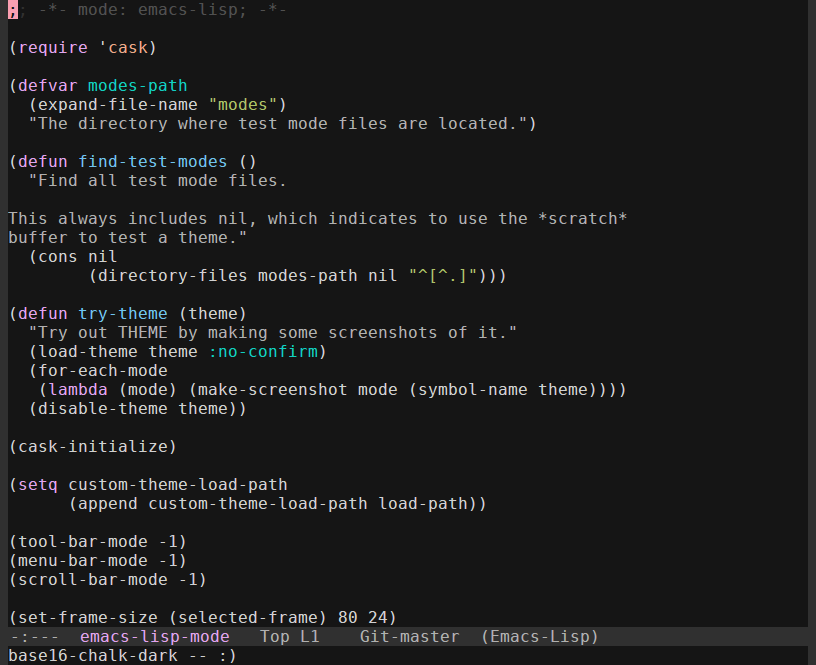 ;; -*- mode: emacs-lisp; -*-

(require 'cask)

(defvar modes-path
  (expand-file-name "modes")
  "The directory where test mode files are located.")

(defun find-test-modes ()
  "Find all test mode files.

This always includes nil, which indicates to use the *scratch*
buffer to test a theme."
  (cons nil
        (directory-files modes-path nil "^[^.]")))

(defun try-theme (theme)
  "Try out THEME by making some screenshots of it."
  (load-theme theme :no-confirm)
  (for-each-mode
   (lambda (mode) (make-screenshot mode (symbol-name theme))))
  (disable-theme theme))

(cask-initialize)

(setq custom-theme-load-path
      (append custom-theme-load-path load-path))

(tool-bar-mode -1)
(menu-bar-mode -1)
(scroll-bar-mode -1)

(set-frame-size (selected-frame) 80 24)
-:---  emacs-lisp-mode   Top L1    Git-master  (Emacs-Lisp)
base16-chalk-dark -- :)